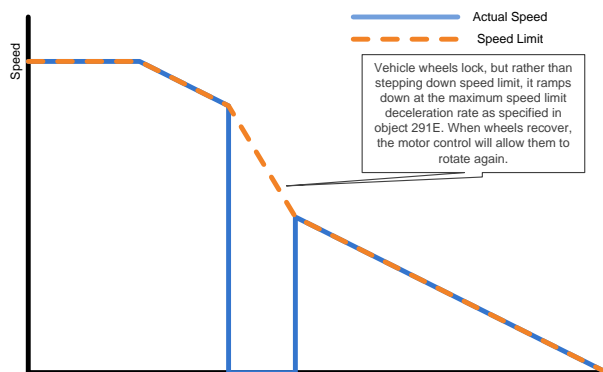 Actual Speed
Speed Limit
Speed
Vehicle wheels lock, but rather than
stepping down speed limit, it ramps
down at the maximum speed limit
deceleration rate as specified in
object 291E. When wheels recover,
the motor control will allow them to
rotate again.